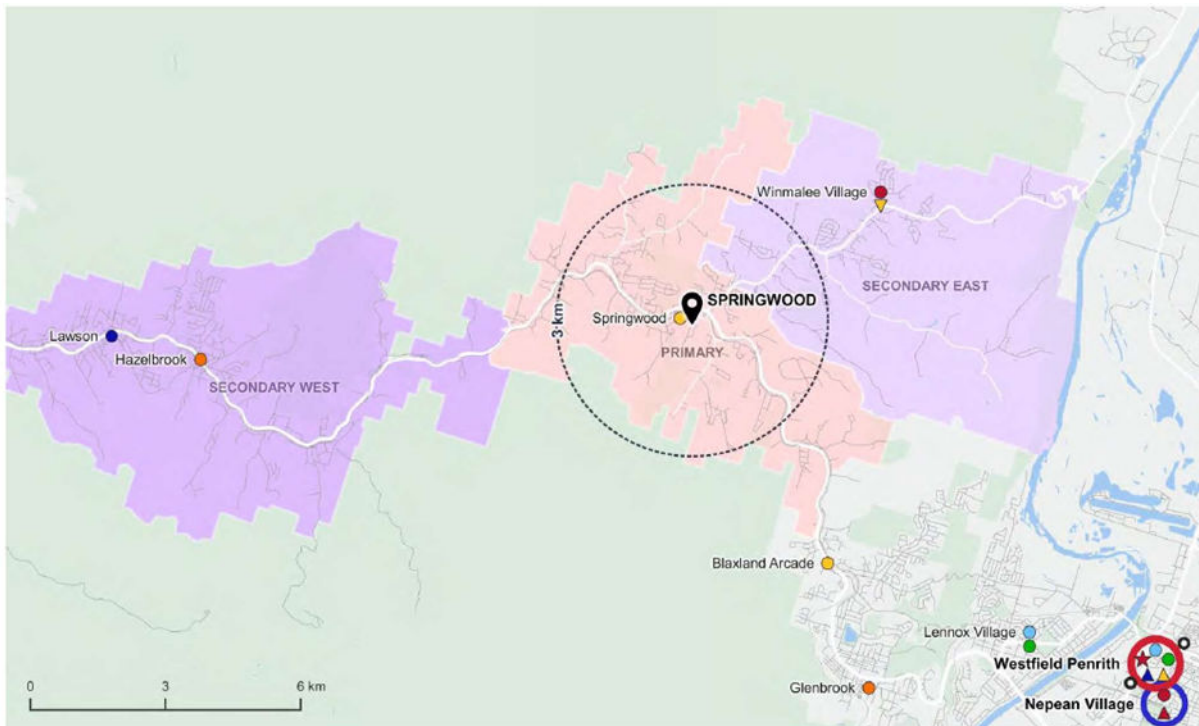 Winmalee Village
SECONDARY EAST
SPRINGWOOD
Springwood
3 km
PRIMARY
Lawson
Hazelbrook
SECONDARY WEST
Blaxland Arcade
Lennox Village
Westfield Penrith
Glenbrook
Nepean Village
0 3 6 km